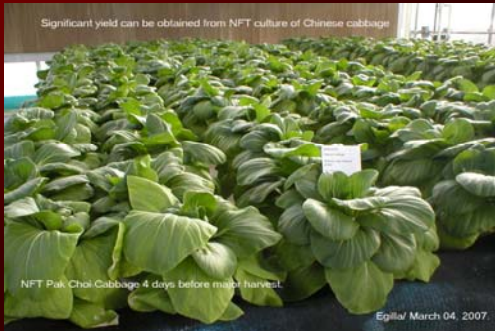 Significant yield can be obtained from NFT culture of Chinese cabbage
NFT Pak Choi Cabbage 4 days before major harvest.
Egilla/ March 04, 2007.